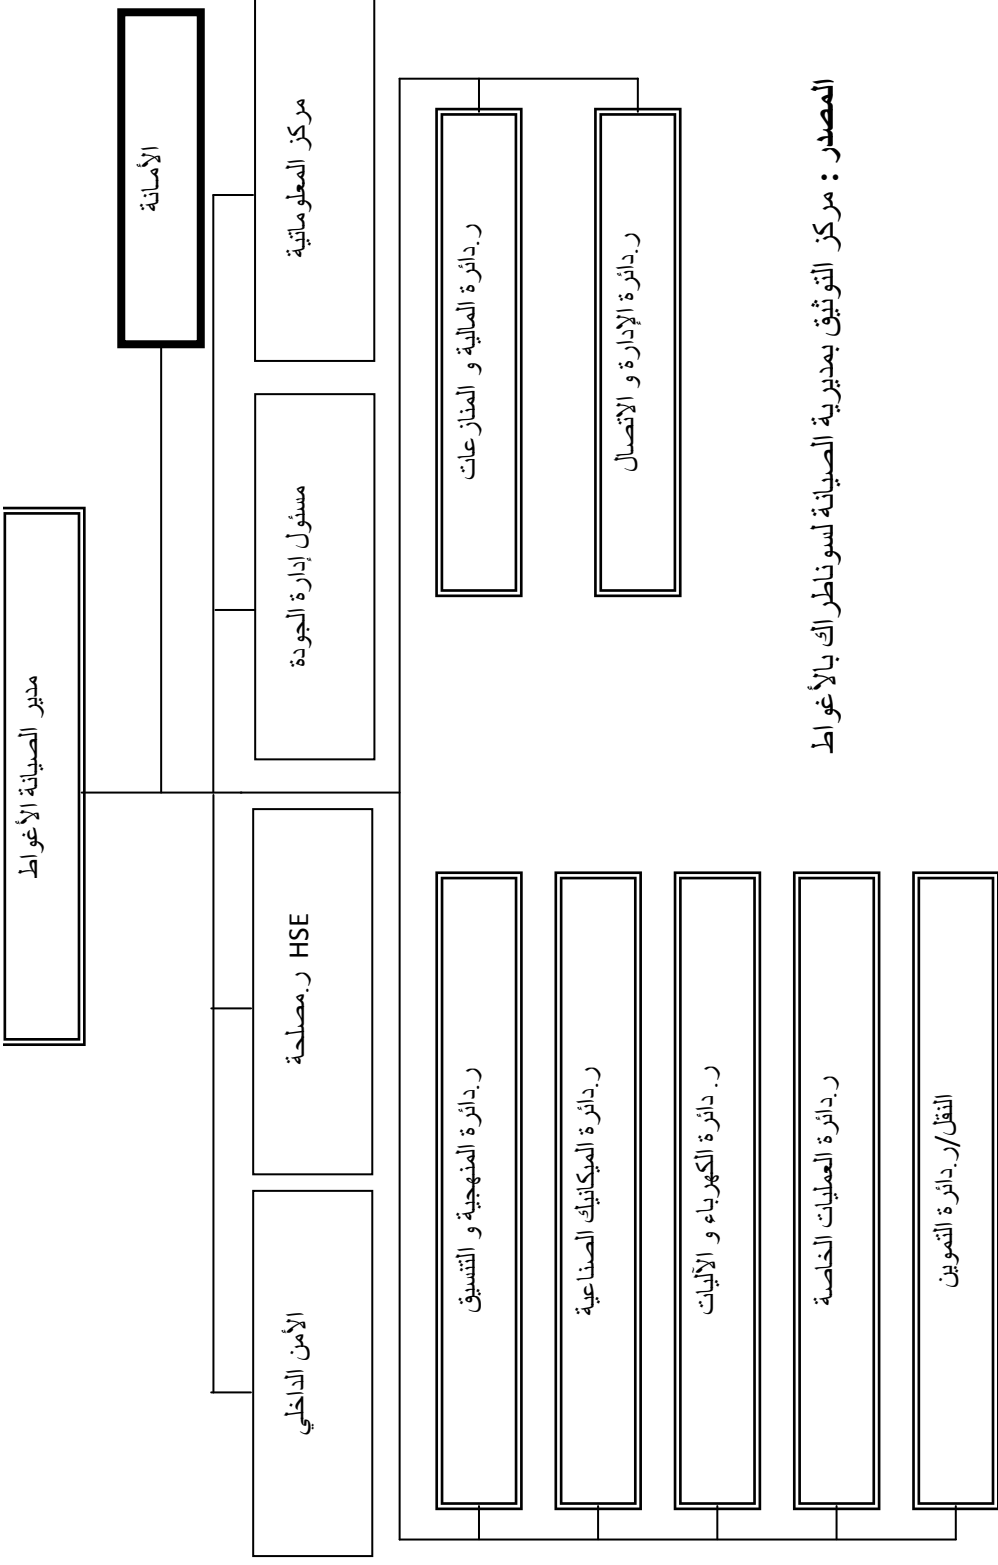 مدير الصيانة الأغواط
الأمانة
مركز المعلوماتية
مسئول إدارة الجودة
ر.مصلحة HSE
الأمن الداخلي
ر.دائرة المالية و المنازعات
ر.دائرة الإدارة و الاتصال
ر.دائرة المنهجية و التنسيق
ر.دائرة الميكانيك الصناعية
ر. دائرة الكهرباء و الآليات
ر.دائرة العمليات الخاصة
النقل/ر.دائرة التموين
المصدر : مركز التوثيق بمديرية الصيانة لسوناطراك بالأغواط